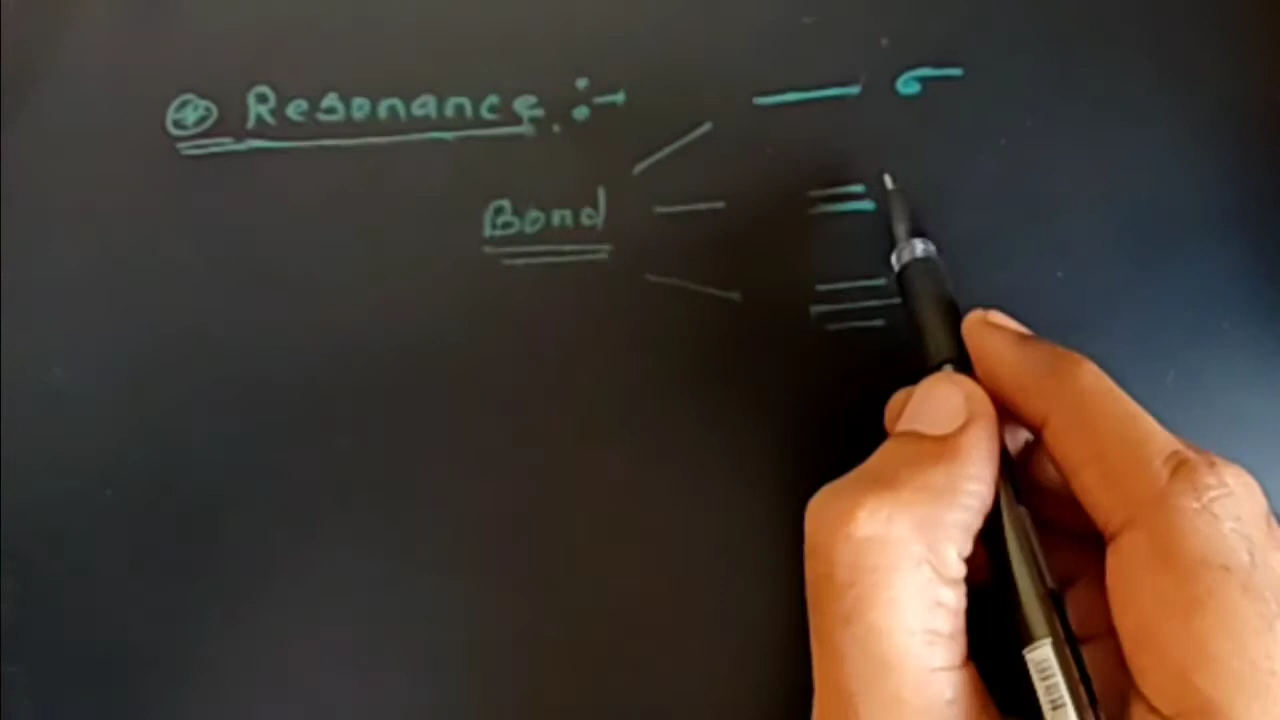 ⊛ Resonance :→
— σ
Bond — =
≡